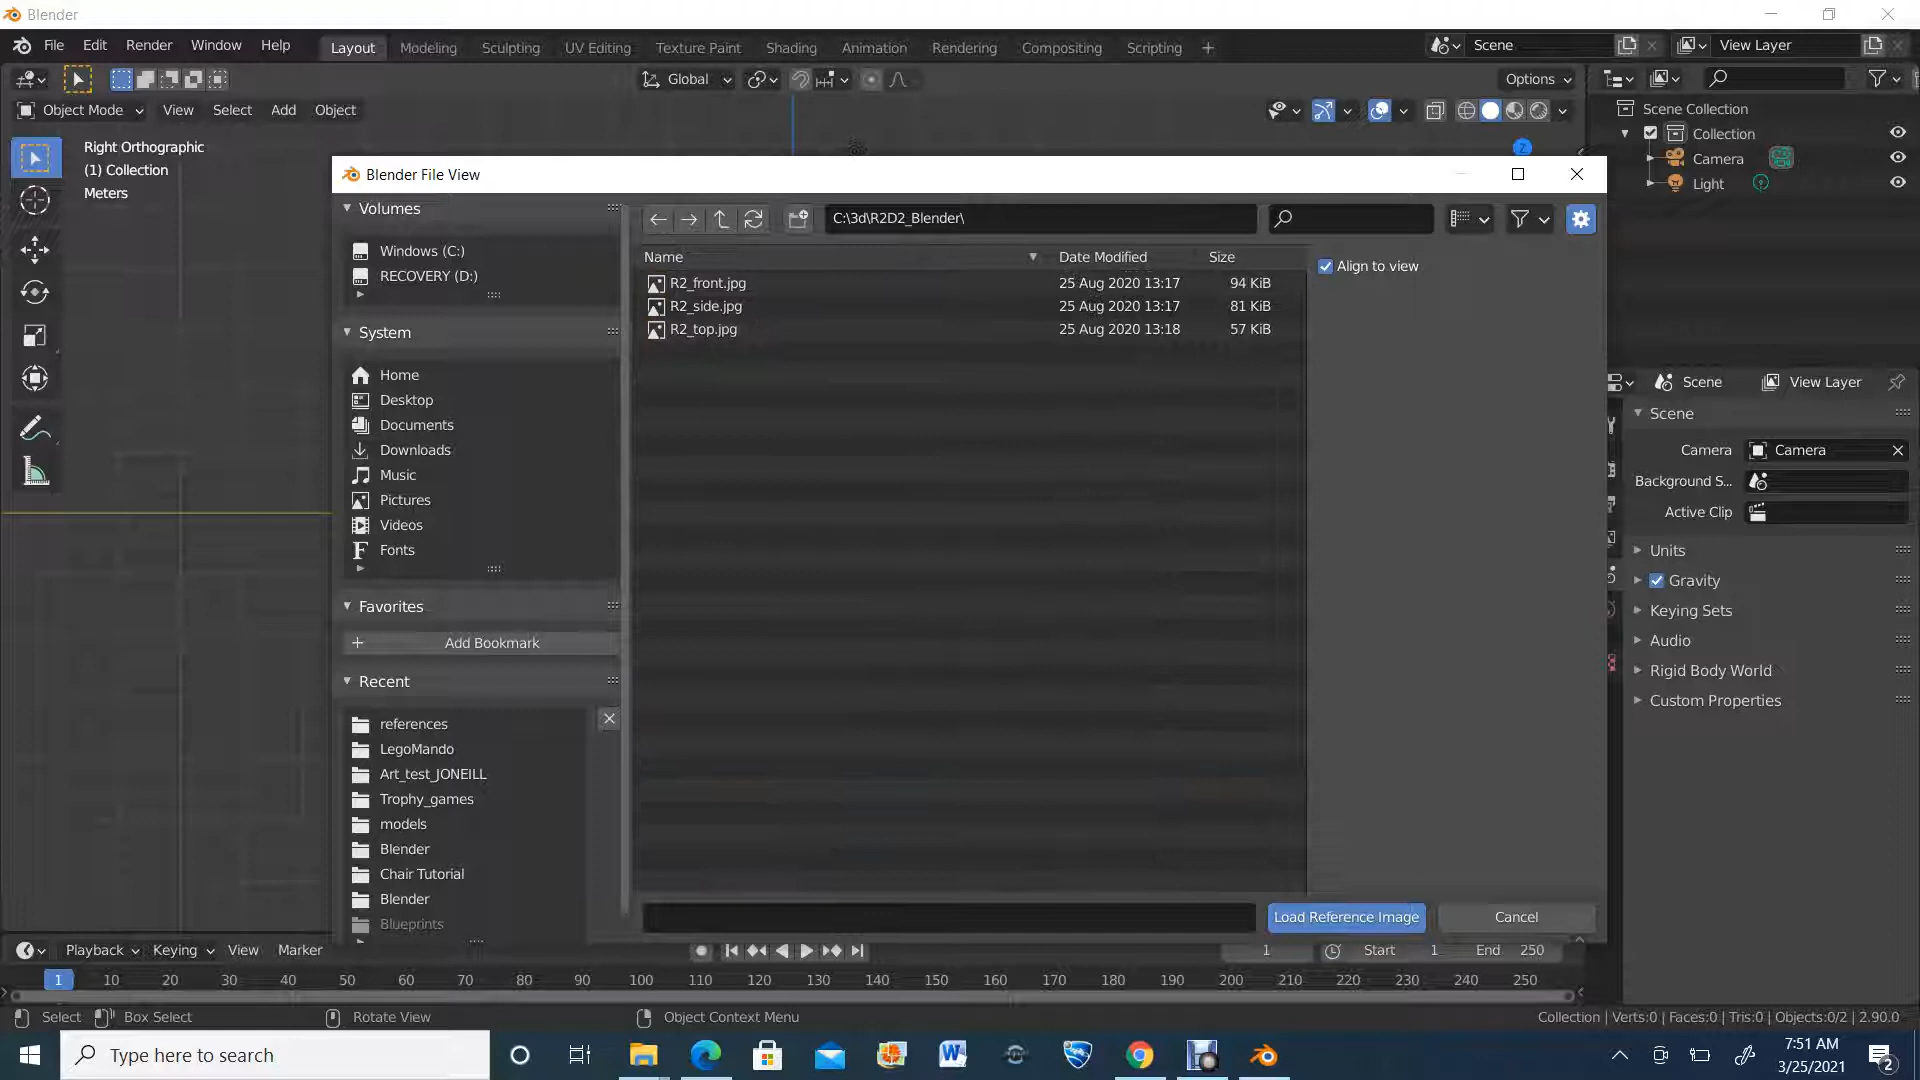 Blender
File Edit Render Window Help Layout Modeling Sculpting UV Editing Texture Paint Shading Animation Rendering Compositing Scripting + Scene View Layer
Global Options
Object Mode View Select Add Object
Scene Collection
Collection
Camera
Light
Right Orthographic
(1) Collection
Meters
Z
Blender File View
Volumes
Windows (C:)
RECOVERY (D:)
System
Home
Desktop
Documents
Downloads
Music
Pictures
Videos
Fonts
Favorites
+ Add Bookmark
Recent
references
LegoMando
Art_test_JONEILL
Trophy_games
models
Blender
Chair Tutorial
Blender
Blueprints
C:\3d\R2D2_Blender\
Name Date Modified Size
R2_front.jpg 25 Aug 2020 13:17 94 KiB
R2_side.jpg 25 Aug 2020 13:17 81 KiB
R2_top.jpg 25 Aug 2020 13:18 57 KiB
Align to view
Load Reference Image Cancel
Scene View Layer
Scene
Camera Camera
Background S...
Active Clip
Units
Gravity
Keying Sets
Audio
Rigid Body World
Custom Properties
Playback Keying View Marker 1 Start 1 End 250
1 10 20 30 40 50 60 70 80 90 100 110 120 130 140 150 160 170 180 190 200 210 220 230 240 250
Select Box Select Rotate View Object Context Menu Collection | Verts:0 | Faces:0 | Tris:0 | Objects:0/2 | 2.90.0
Type here to search
7:51 AM
3/25/2021
2